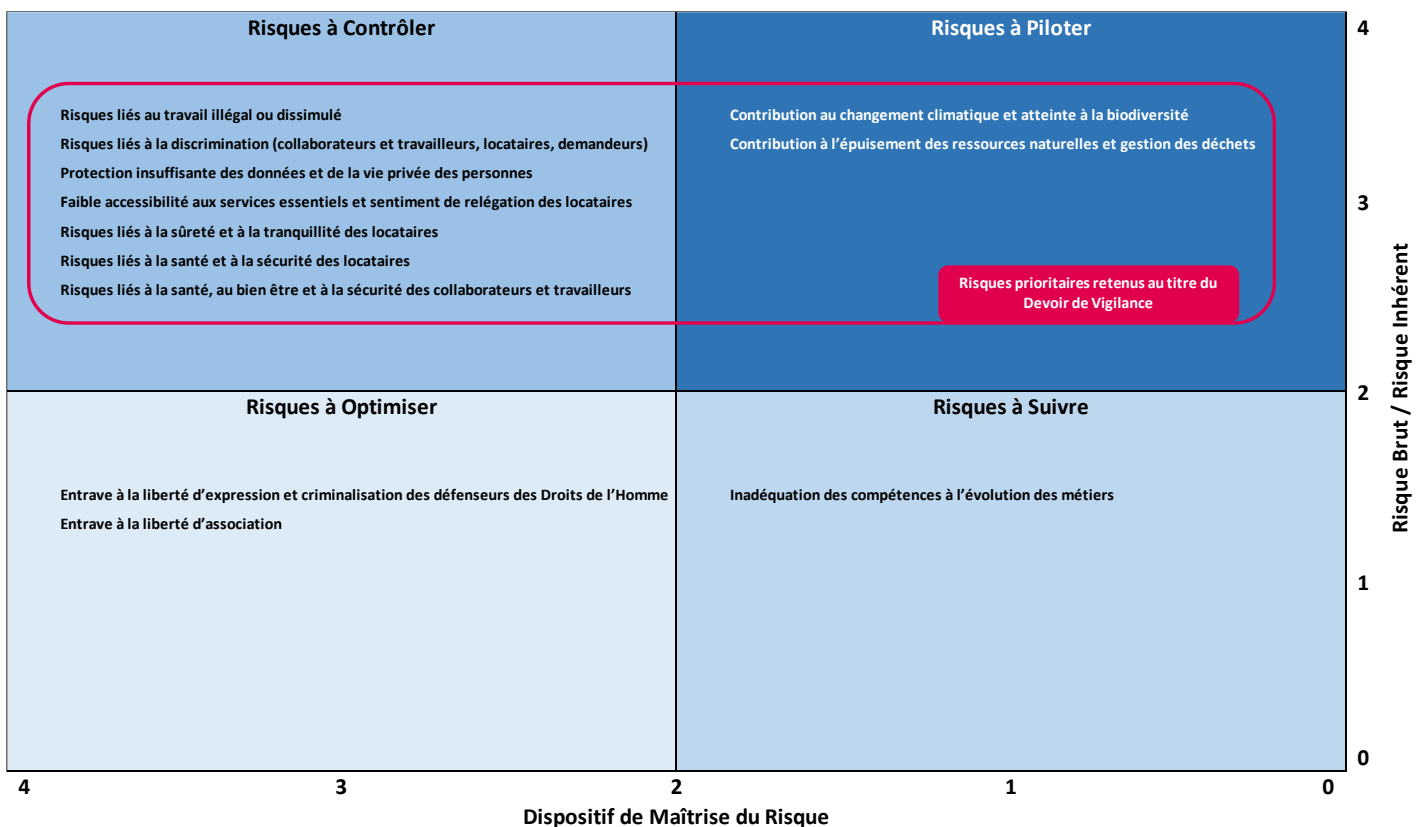 Risques à Contrôler
Risques liés au travail illégal ou dissimulé
Risques liés à la discrimination (collaborateurs et travailleurs, locataires, demandeurs)
Protection insuffisante des données et de la vie privée des personnes
Faible accessibilité aux services essentiels et sentiment de relégation des locataires
Risques liés à la sûreté et à la tranquillité des locataires
Risques liés à la santé et à la sécurité des locataires
Risques liés à la santé, au bien être et à la sécurité des collaborateurs et travailleurs
Risques à Piloter
Contribution au changement climatique et atteinte à la biodiversité
Contribution à l’épuisement des ressources naturelles et gestion des déchets
Risques prioritaires retenus au titre du
Devoir de Vigilance
Risques à Optimiser
Entrave à la liberté d’expression et criminalisation des défenseurs des Droits de l’Homme
Entrave à la liberté d’association
Risques à Suivre
Inadéquation des compétences à l’évolution des métiers
4
3
2
1
0
Risque Brut / Risque Inhérent
4
3
2
1
0
Dispositif de Maîtrise du Risque